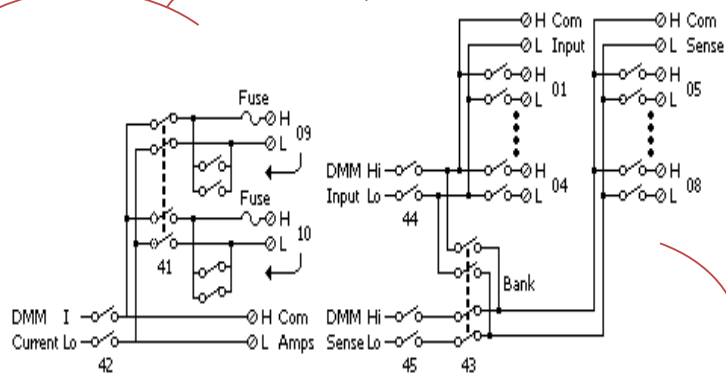 H Com
L Input
H
01
L
H
04
L
H Com
L Sense
H
05
L
H
08
L
Fuse
H
09
L
Fuse
H
10
L
41
DMM I
Current Lo
42
H Com
L Amps
DMM Hi
Input Lo
44
Bank
DMM Hi
Sense Lo
45
43